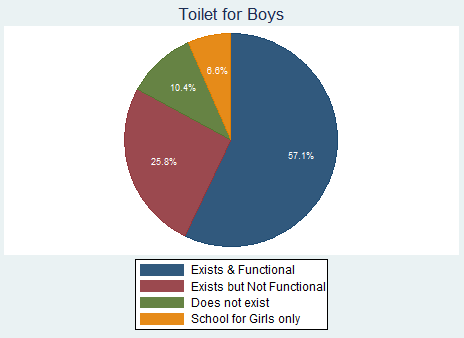 Toilet for Boys
6.6%
10.4%
57.1%
25.8%
Exists & Functional
Exists but Not Functional
Does not exist
School for Girls only